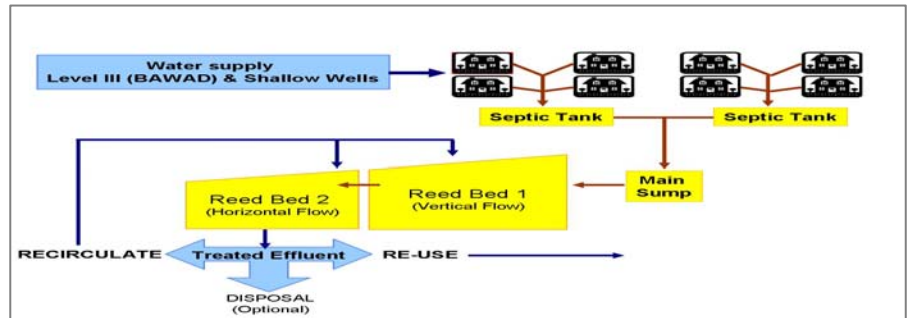 Water supply
Level III (BAWAD) & Shallow Wells
Septic Tank
Septic Tank
Main
Sump
Reed Bed 1
(Vertical Flow)
Reed Bed 2
(Horizontal Flow)
RECIRCULATE
Treated Effluent
RE-USE
DISPOSAL
(Optional)